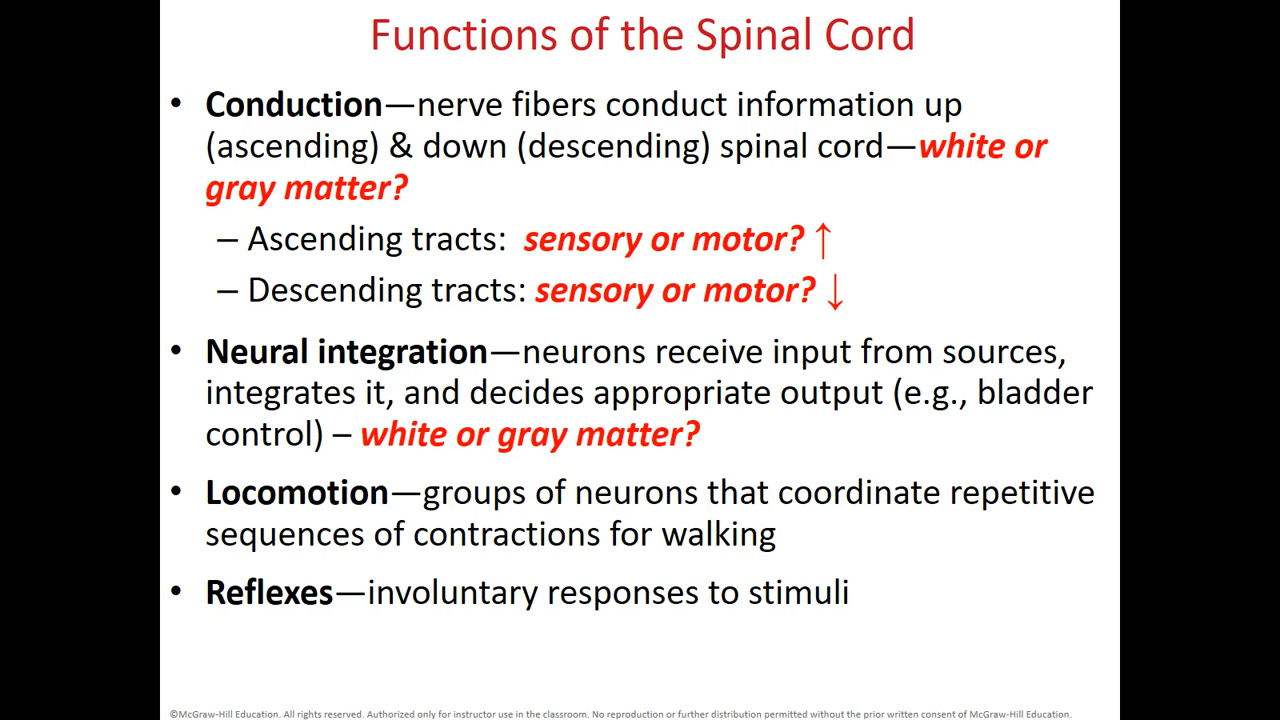 Functions of the Spinal Cord
• Conduction—nerve fibers conduct information up
(ascending) & down (descending) spinal cord—white or
gray matter?
– Ascending tracts: sensory or motor? ↑
– Descending tracts: sensory or motor? ↓
• Neural integration—neurons receive input from sources,
integrates it, and decides appropriate output (e.g., bladder
control) – white or gray matter?
• Locomotion—groups of neurons that coordinate repetitive
sequences of contractions for walking
• Reflexes—involuntary responses to stimuli
©McGraw-Hill Education. All rights reserved. Authorized only for instructor use in the classroom. No reproduction or further distribution permitted without the prior written consent of McGraw-Hill Education.